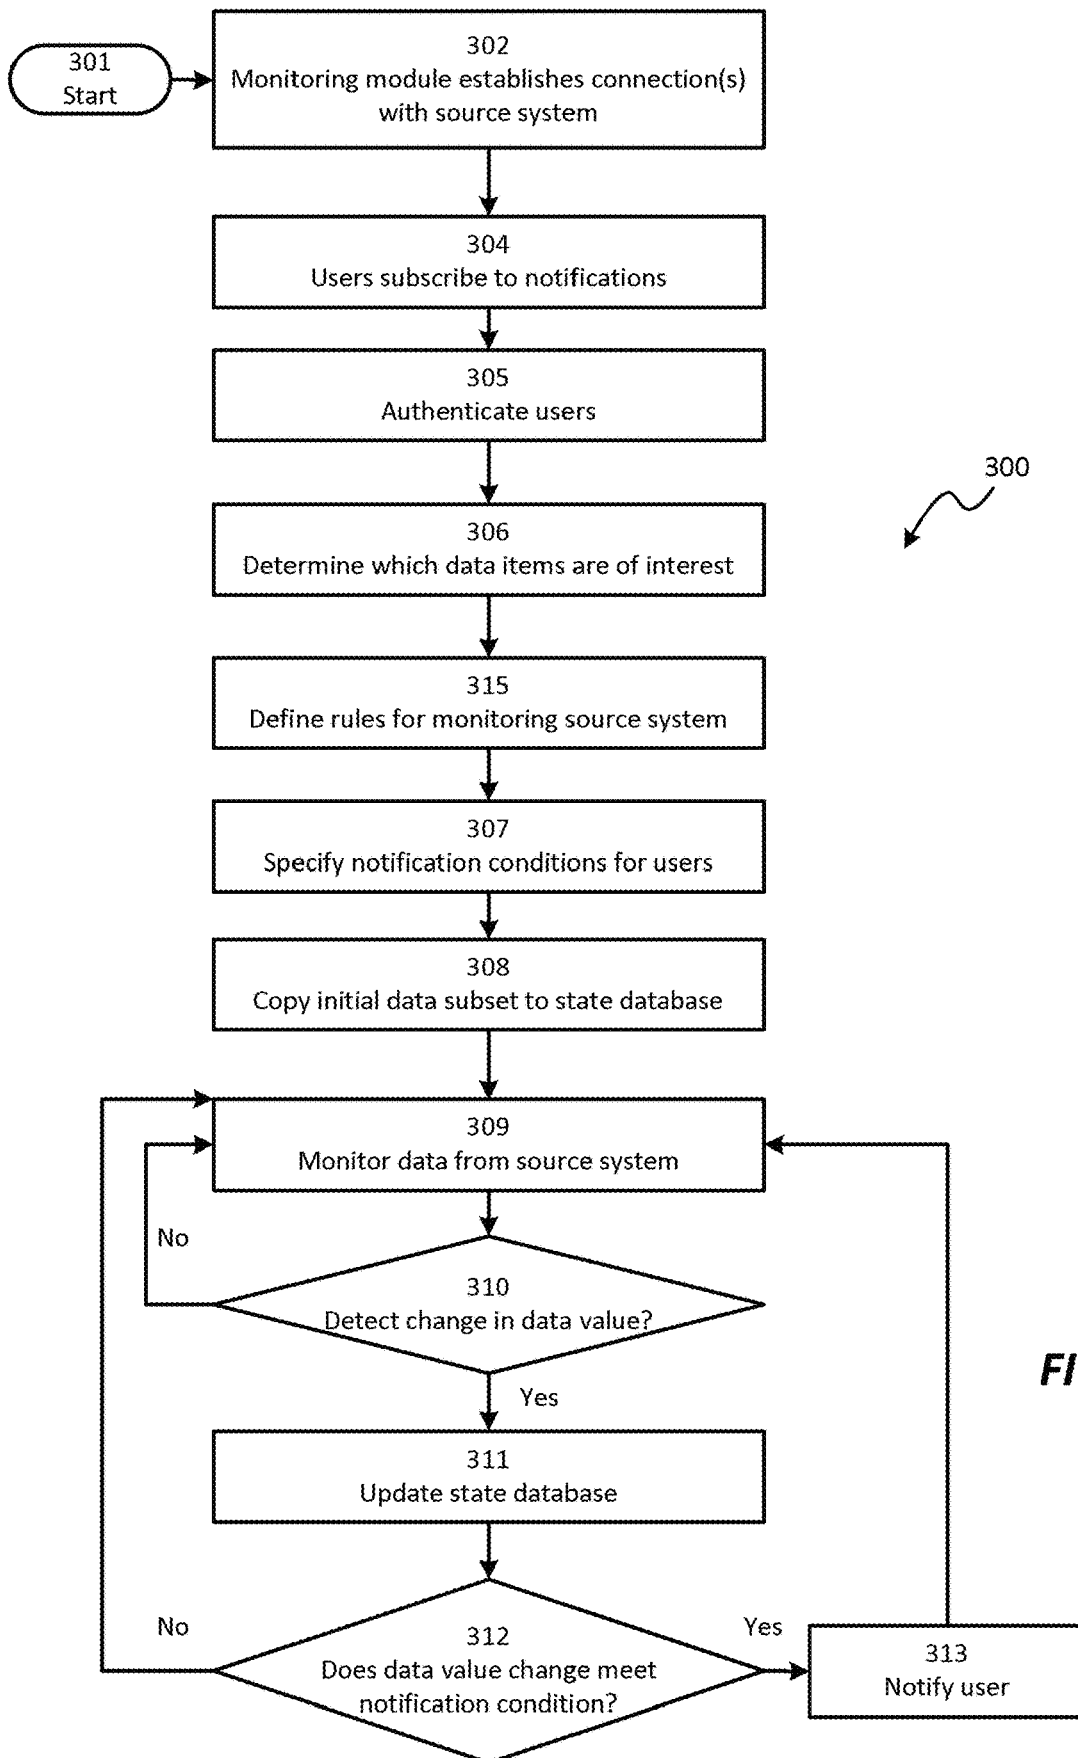 301
Start
302
Monitoring module establishes connection(s)
with source system
304
Users subscribe to notifications
305
Authenticate users
300
306
Determine which data items are of interest
315
Define rules for monitoring source system
307
Specify notification conditions for users
308
Copy initial data subset to state database
309
Monitor data from source system
No
310
Detect change in data value?
FI
Yes
311
Update state database
No
Yes
312
Does data value change meet
notification condition?
313
Notify user